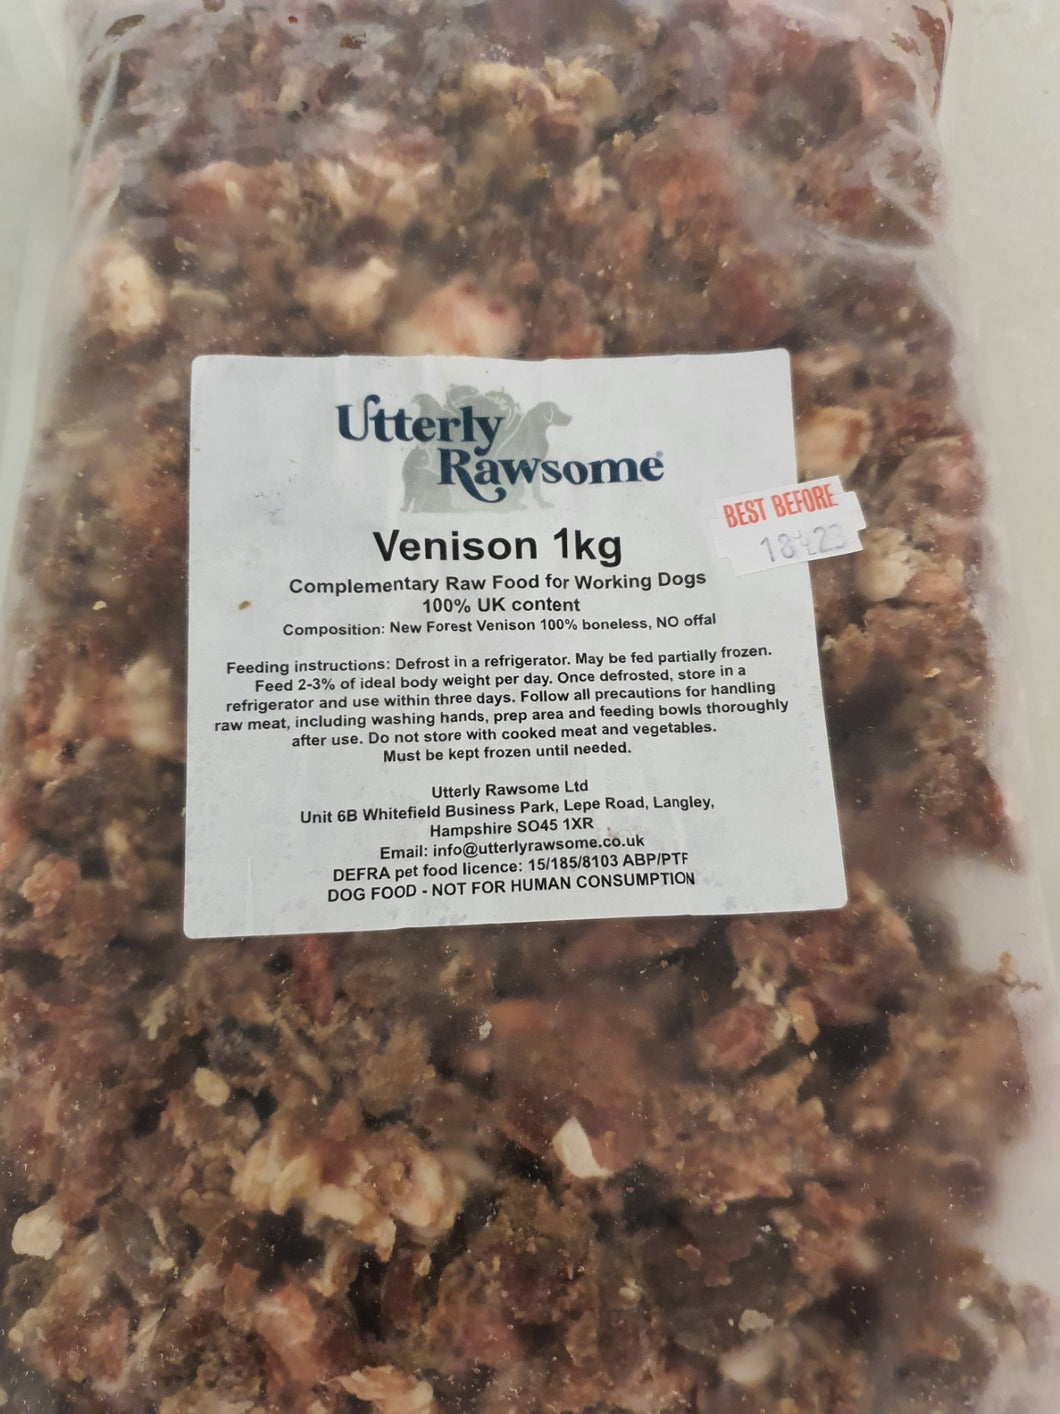 Utterly
Rawsome®
BEST BEFORE
Venison 1kg
Complementary Raw Food for Working Dogs
100% UK content
Composition: New Forest Venison 100% boneless, NO offal
Feeding instructions: Defrost in a refrigerator. May be fed partially frozen.
Feed 2-3% of ideal body weight per day. Once defrosted, store in a
refrigerator and use within three days. Follow all precautions for handling
raw meat, including washing hands, prep area and feeding bowls thoroughly
after use. Do not store with cooked meat and vegetables.
Must be kept frozen until needed.
Utterly Rawsome Ltd
Unit 6B Whitefield Business Park, Lepe Road, Langley,
Hampshire SO45 1XR
Email: info@utterlyrawsome.co.uk
DEFRA pet food licence: 15/185/8103 ABP/PTF
DOG FOOD - NOT FOR HUMAN CONSUMPTION